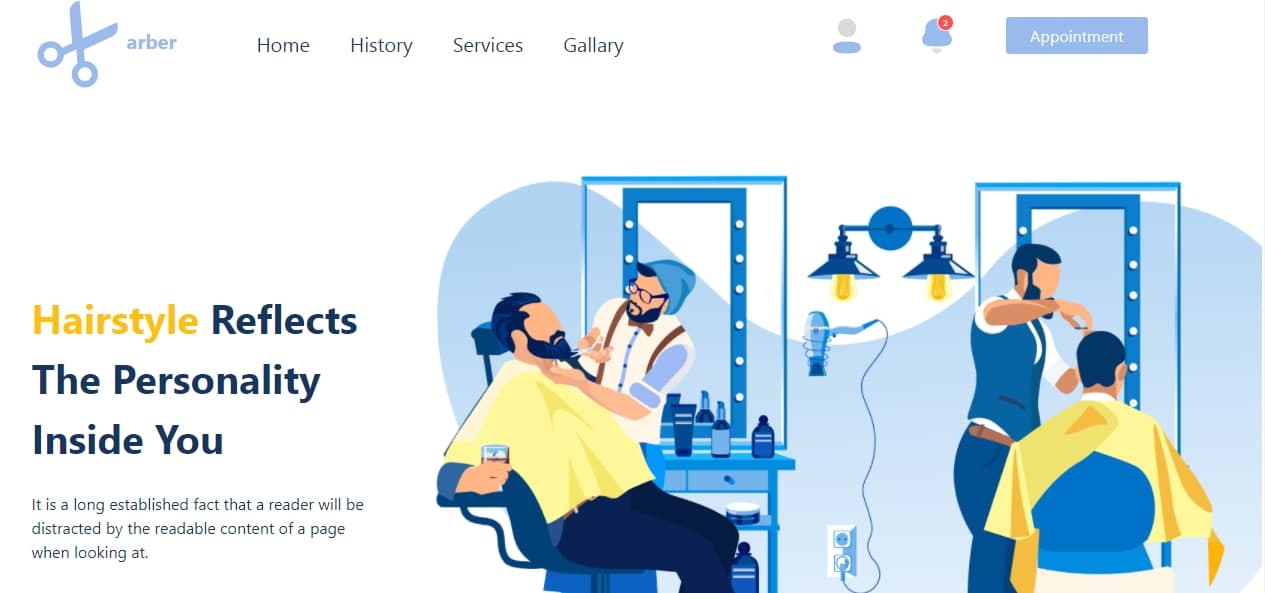 arber
Home History Services Gallary
2
Appointment
Hairstyle Reflects
The Personality
Inside You
It is a long established fact that a reader will be
distracted by the readable content of a page
when looking at.